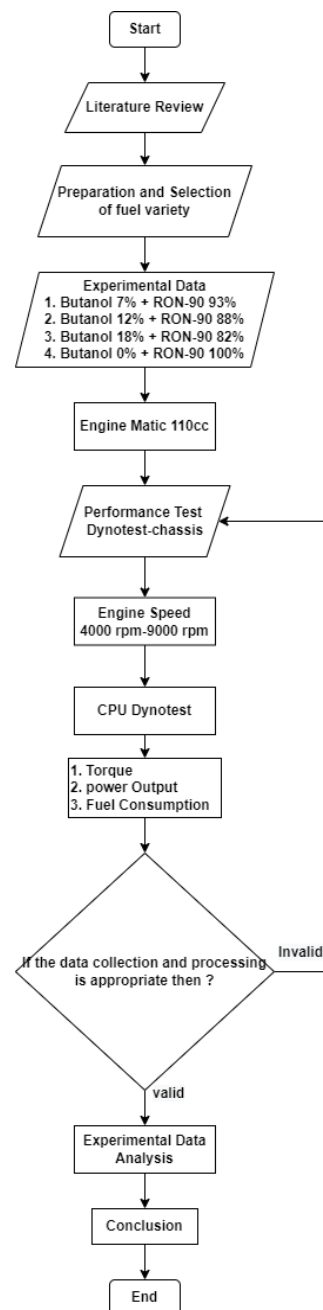 Start
Literature Review
Preparation and Selection
of fuel variety
Experimental Data
1. Butanol 7% + RON-90 93%
2. Butanol 12% + RON-90 88%
3. Butanol 18% + RON-90 82%
4. Butanol 0% + RON-90 100%
Engine Matic 110cc
Performance Test
Dynotest-chassis
Engine Speed
4000 rpm-9000 rpm
CPU Dynotest
1. Torque
2. power Output
3. Fuel Consumption
If the data collection and processing
is appropriate then ?
Invalid
valid
Experimental Data
Analysis
Conclusion
End